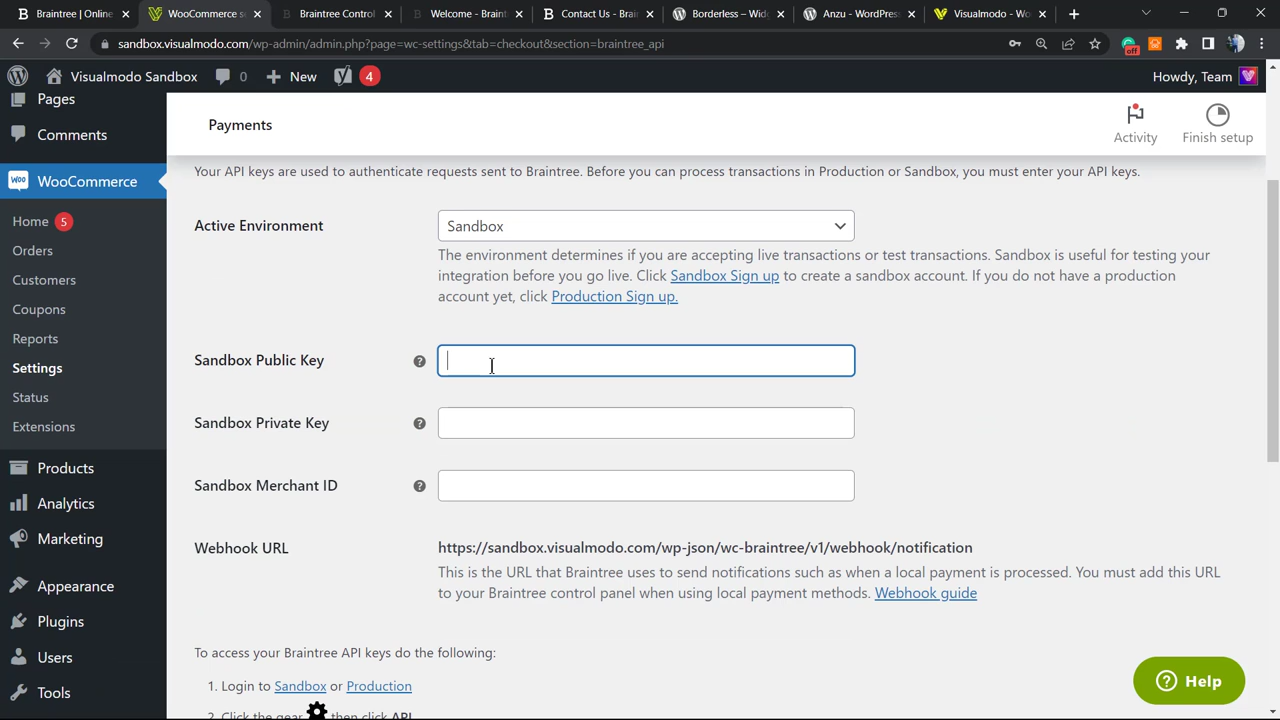 Braintree | Online
WooCommerce se
Braintree Control
Welcome - Braint
Contact Us - Brain
Borderless – Widg
Anzu - WordPress
Visualmodo - Wo
sandbox.visualmodo.com/wp-admin/admin.php?page=wc-settings&tab=checkout&section=braintree_api
off
Visualmodo Sandbox
0
New
4
Howdy, Team
Pages
Comments
WooCommerce
Home 5
Orders
Customers
Coupons
Reports
Settings
Status
Extensions
Products
Analytics
Marketing
Appearance
Plugins
Users
Tools
Payments
Activity
Finish setup
Your API keys are used to authenticate requests sent to Braintree. Before you can process transactions in Production or Sandbox, you must enter your API keys.
Active Environment
Sandbox
The environment determines if you are accepting live transactions or test transactions. Sandbox is useful for testing your
integration before you go live. Click Sandbox Sign up to create a sandbox account. If you do not have a production
account yet, click Production Sign up.
Sandbox Public Key
Sandbox Private Key
Sandbox Merchant ID
Webhook URL
https://sandbox.visualmodo.com/wp-json/wc-braintree/v1/webhook/notification
This is the URL that Braintree uses to send notifications such as when a local payment is processed. You must add this URL
to your Braintree control panel when using local payment methods. Webhook guide
To access your Braintree API keys do the following:
1. Login to Sandbox or Production
2. Click the gear then click API
Help